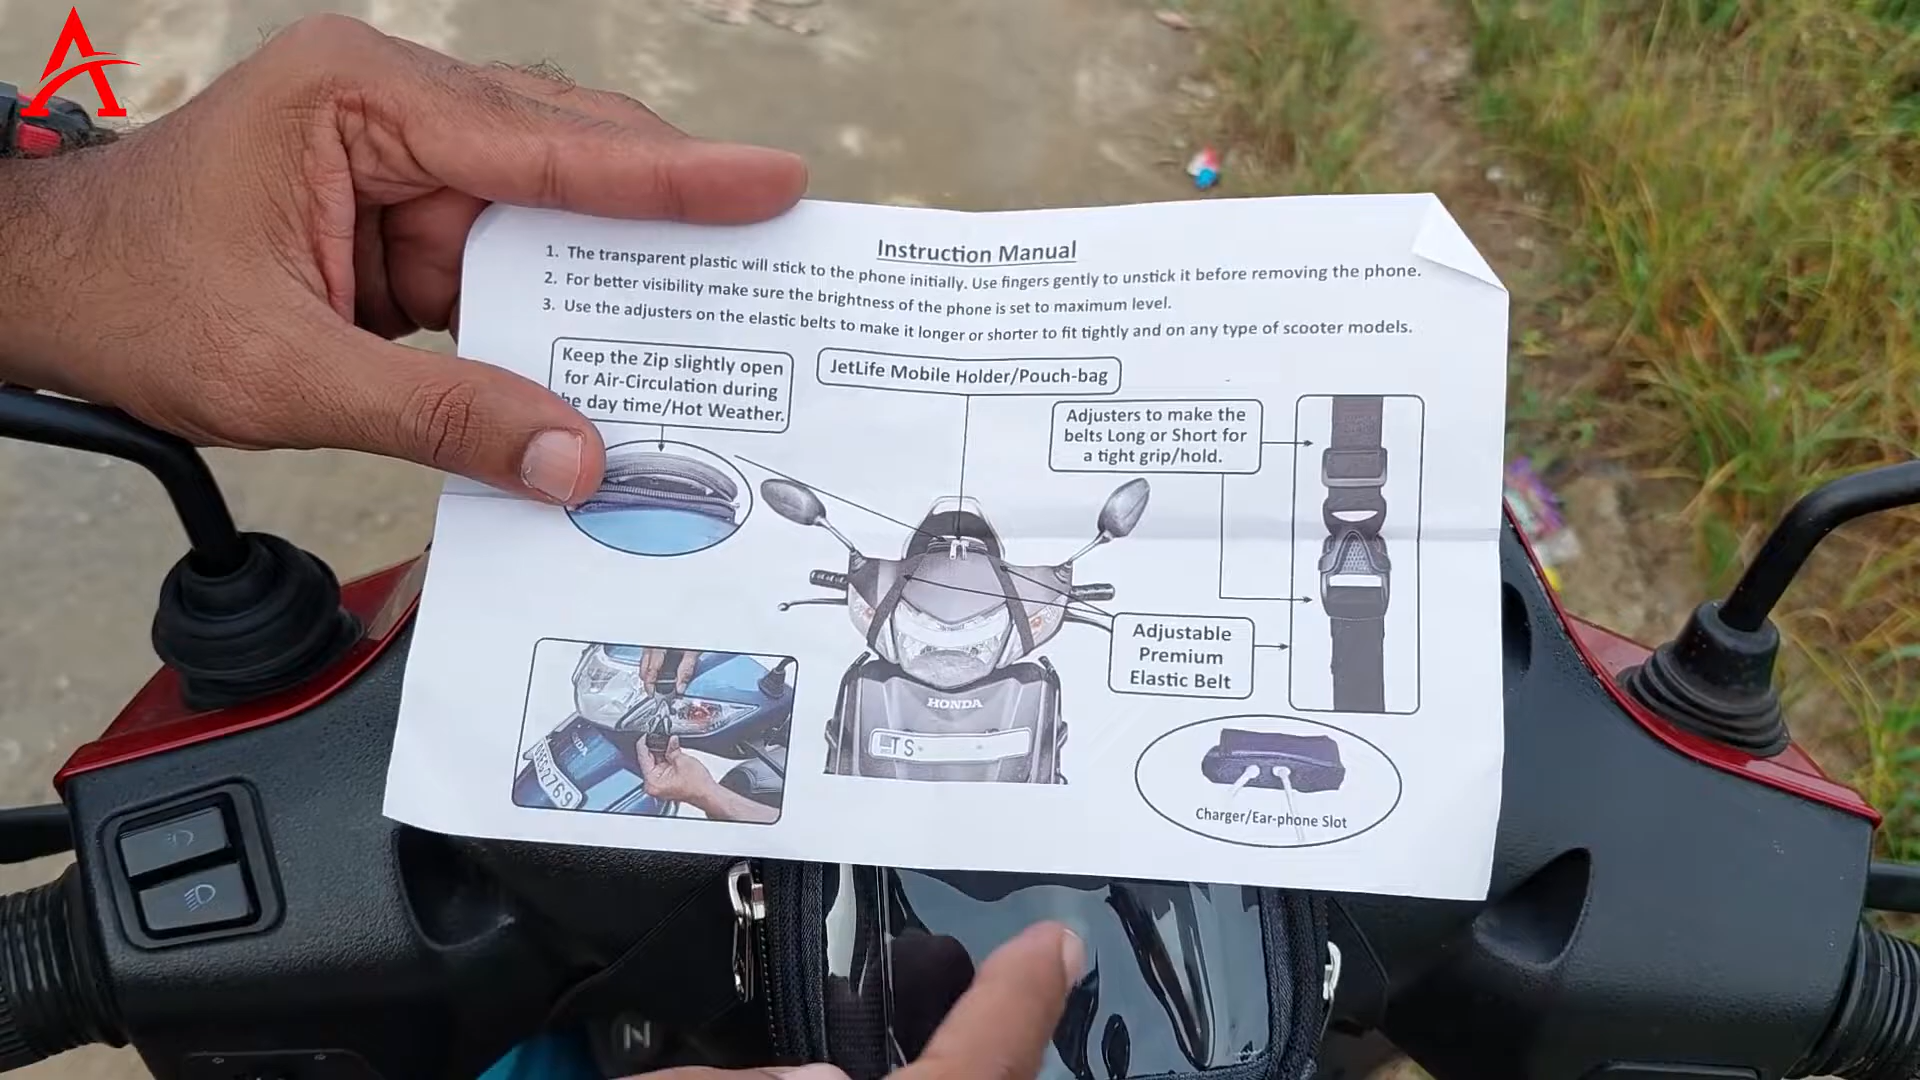 Instruction Manual
1. The transparent plastic will stick to the phone initially. Use fingers gently to unstick it before removing the phone.
2. For better visibility make sure the brightness of the phone is set to maximum level.
3. Use the adjusters on the elastic belts to make it longer or shorter to fit tightly and on any type of scooter models.
Keep the Zip slightly open
for Air-Circulation during
he day time/Hot Weather.
JetLife Mobile Holder/Pouch-bag
Adjusters to make the
belts Long or Short for
a tight grip/hold.
Adjustable
Premium
Elastic Belt
HONDA
TS
Charger/Ear-phone Slot
N